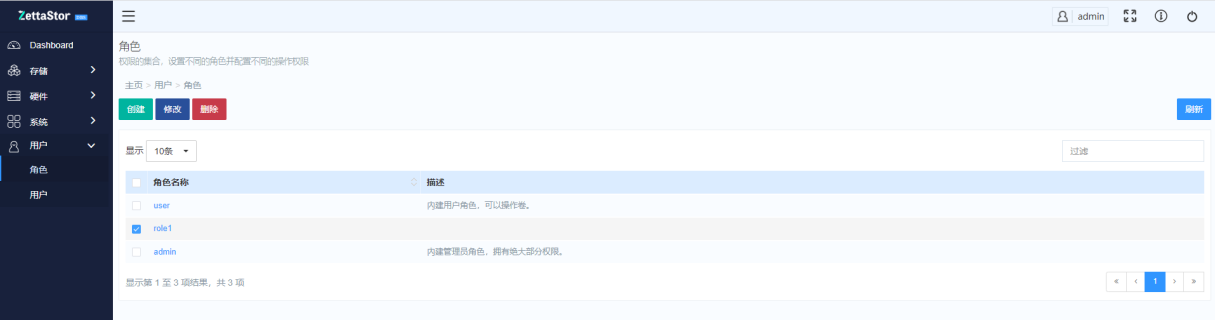 ZettaStor
admin
Dashboard
存储
硬件
系统
用户
角色
用户
角色
权限的集合，设置不同的角色并配置不同的操作权限
主页 > 用户 > 角色
创建 修改 删除 刷新
显示 10条 过滤
角色名称 描述
user 内建用户角色，可以操作卷。
role1
admin 内建管理员角色，拥有绝大部分权限。
显示第 1 至 3 项结果，共 3 项
« ‹ 1 › »